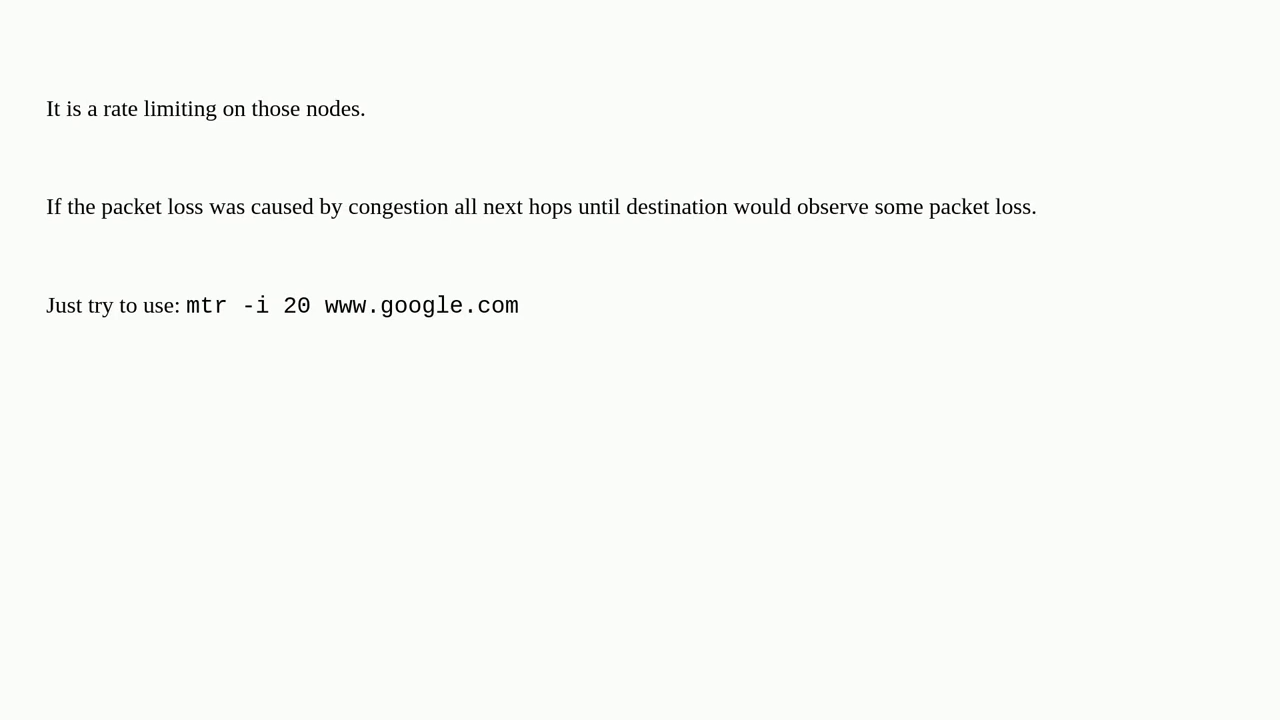 It is a rate limiting on those nodes.
If the packet loss was caused by congestion all next hops until destination would observe some packet loss.
Just try to use: mtr -i 20 www.google.com